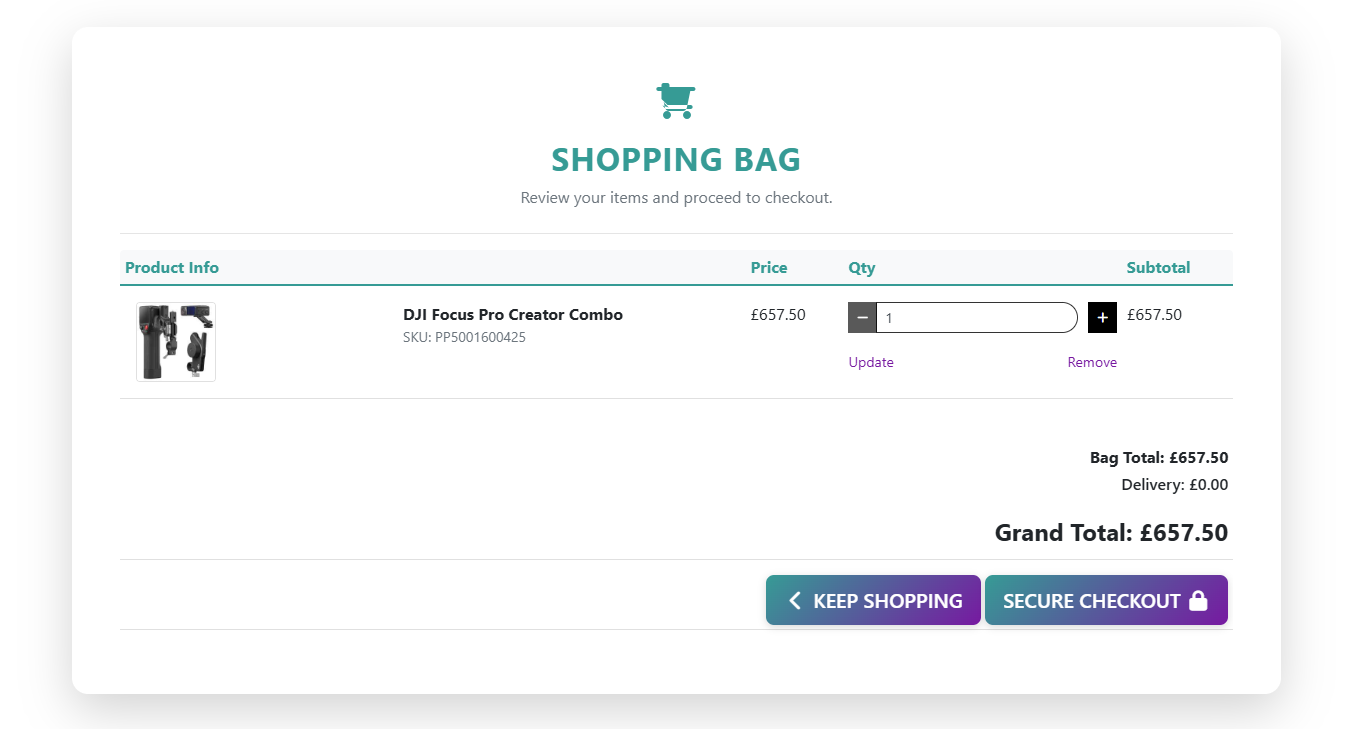 SHOPPING BAG
Review your items and proceed to checkout.
Product Info Price Qty Subtotal
DJI Focus Pro Creator Combo £657.50 − 1 + £657.50
SKU: PP5001600425
Update Remove
Bag Total: £657.50
Delivery: £0.00
Grand Total: £657.50
KEEP SHOPPING SECURE CHECKOUT